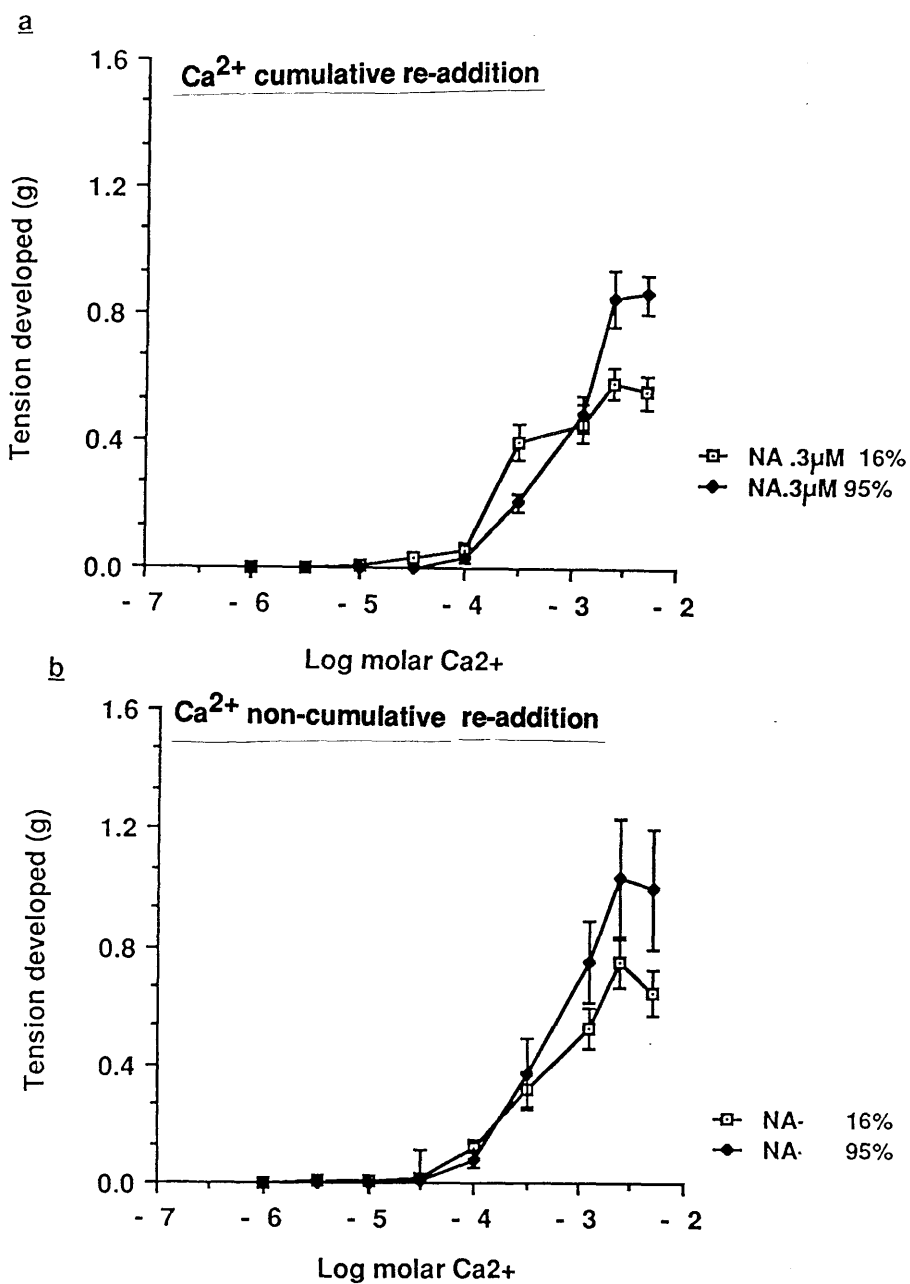 a
Ca2+ cumulative re-addition
1.6
1.2
0.8
0.4
0.0
Tension developed (g)
- 7 - 6 - 5 - 4 - 3 - 2
Log molar Ca2+
NA .3µM 16%
NA.3µM 95%
b
Ca2+ non-cumulative re-addition
1.6
1.2
0.8
0.4
0.0
Tension developed (g)
- 7 - 6 - 5 - 4 - 3 - 2
Log molar Ca2+
NA- 16%
NA- 95%